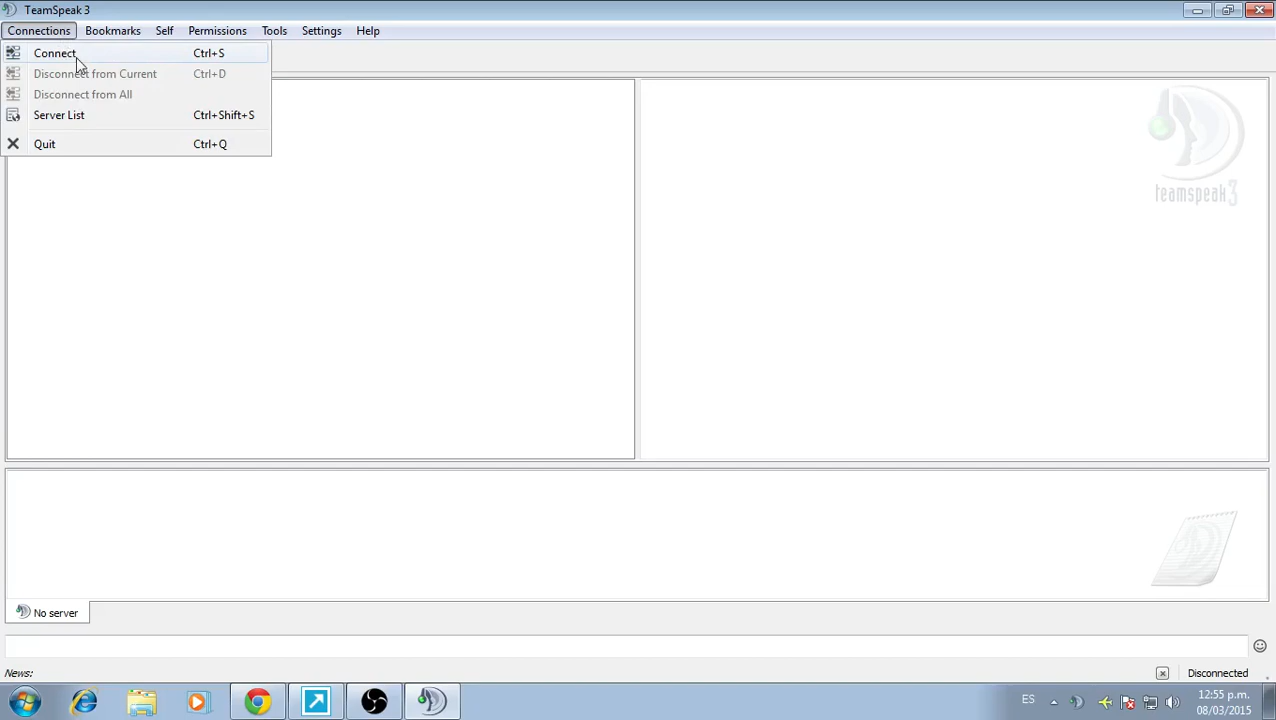 TeamSpeak 3
Connections Bookmarks Self Permissions Tools Settings Help
Connect Ctrl+S
Disconnect from Current Ctrl+D
Disconnect from All
Server List Ctrl+Shift+S
Quit Ctrl+Q
teamspeak3
No server
News:
Disconnected
ES
12:55 p.m.
08/03/2015